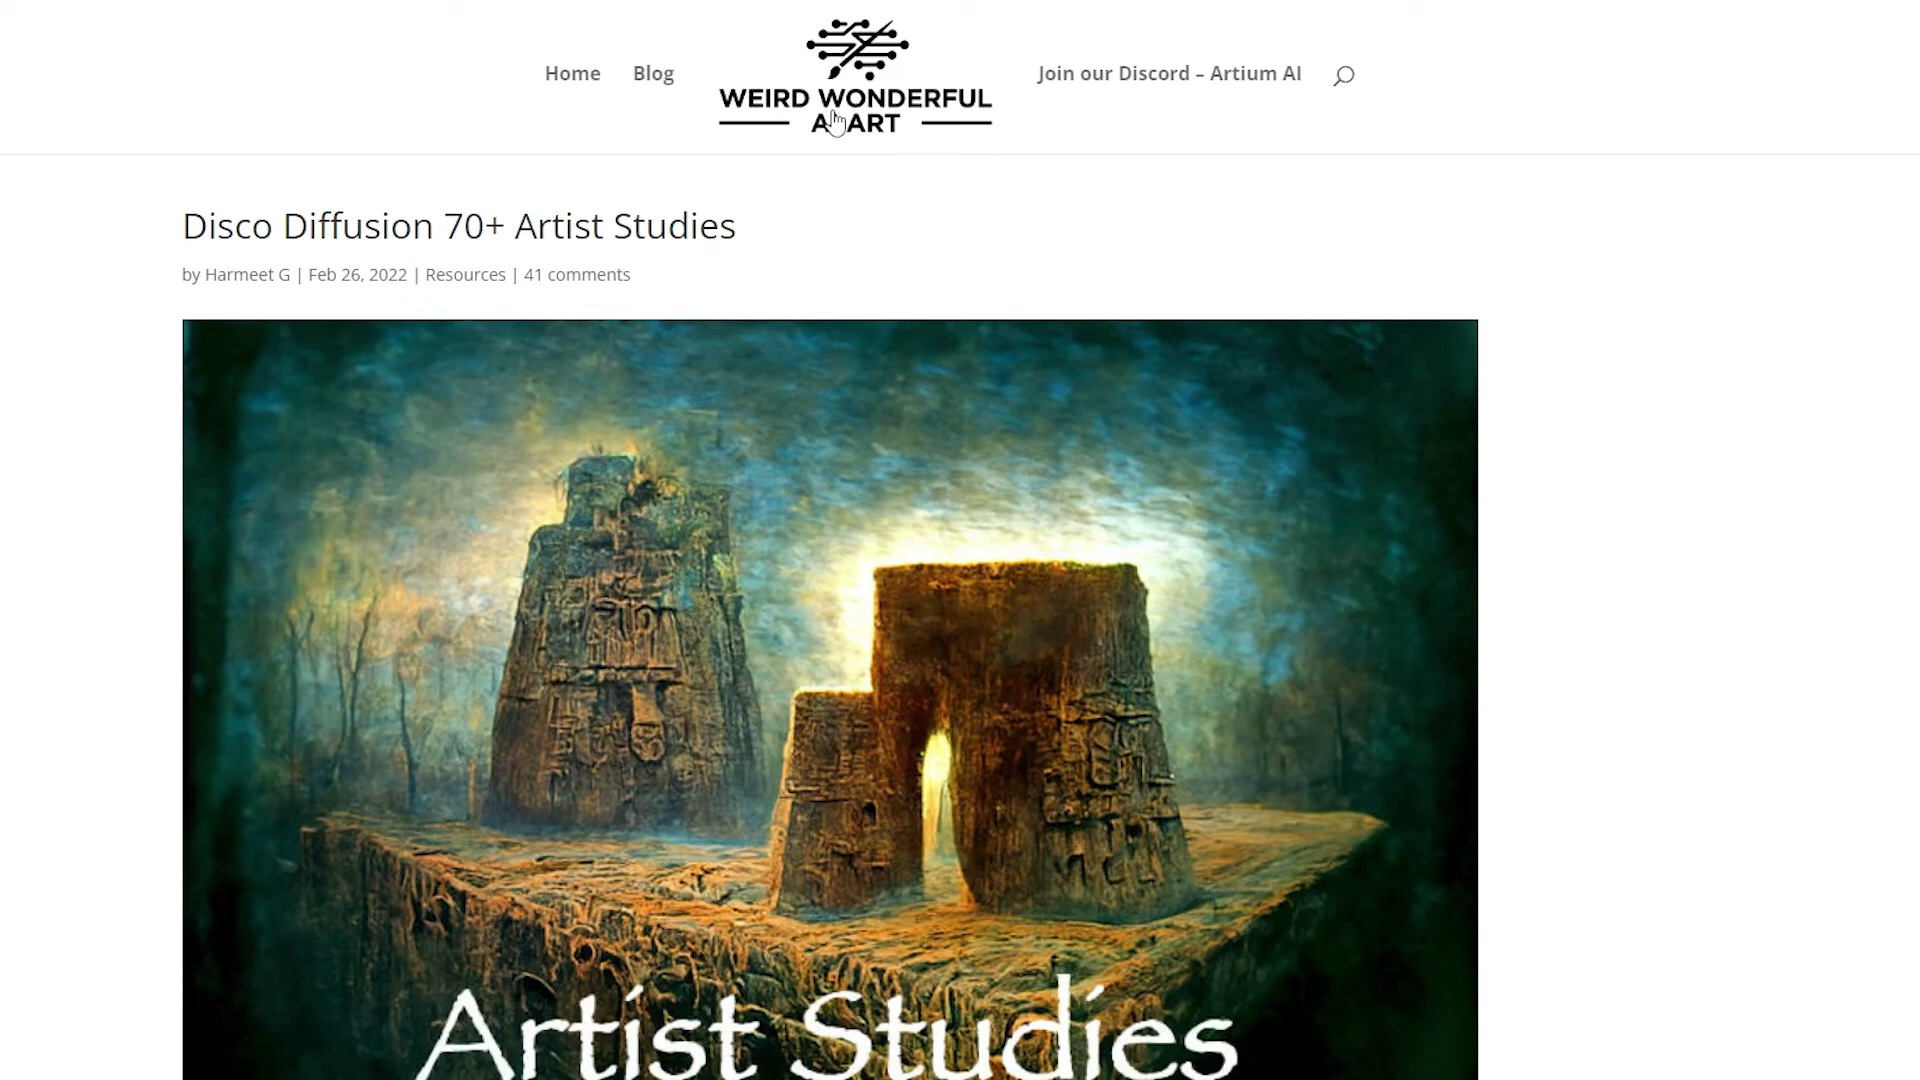 Home
Blog
WEIRD WONDERFUL
AI ART
Join our Discord – Artium AI
Disco Diffusion 70+ Artist Studies
by Harmeet G | Feb 26, 2022 | Resources | 41 comments
Artist Studies